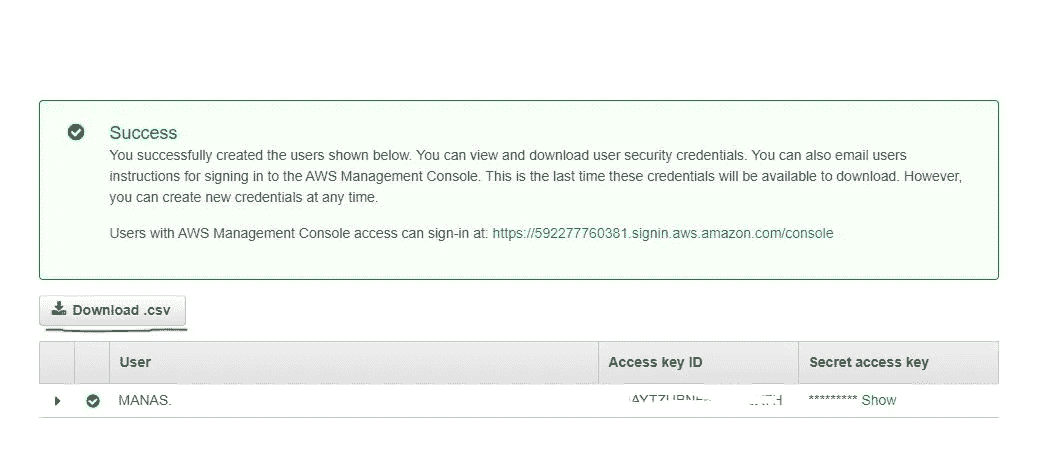 Success
You successfully created the users shown below. You can view and download user security credentials. You can also email users
instructions for signing in to the AWS Management Console. This is the last time these credentials will be available to download. However,
you can create new credentials at any time.
Users with AWS Management Console access can sign-in at: https://592277760381.signin.aws.amazon.com/console
Download .csv
User Access key ID Secret access key
MANAS. ********* Show